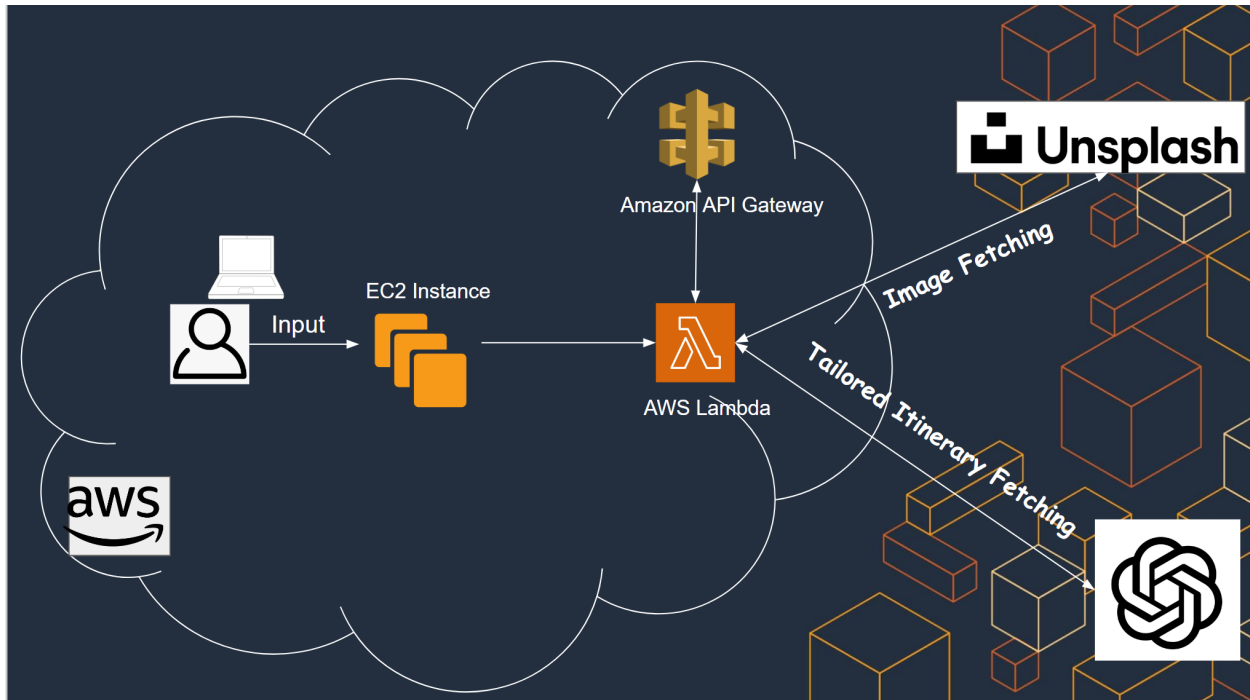 Amazon API Gateway
Unsplash
Image Fetching
EC2 Instance
Input
Tailored Itinerary Fetching
AWS Lambda
aws